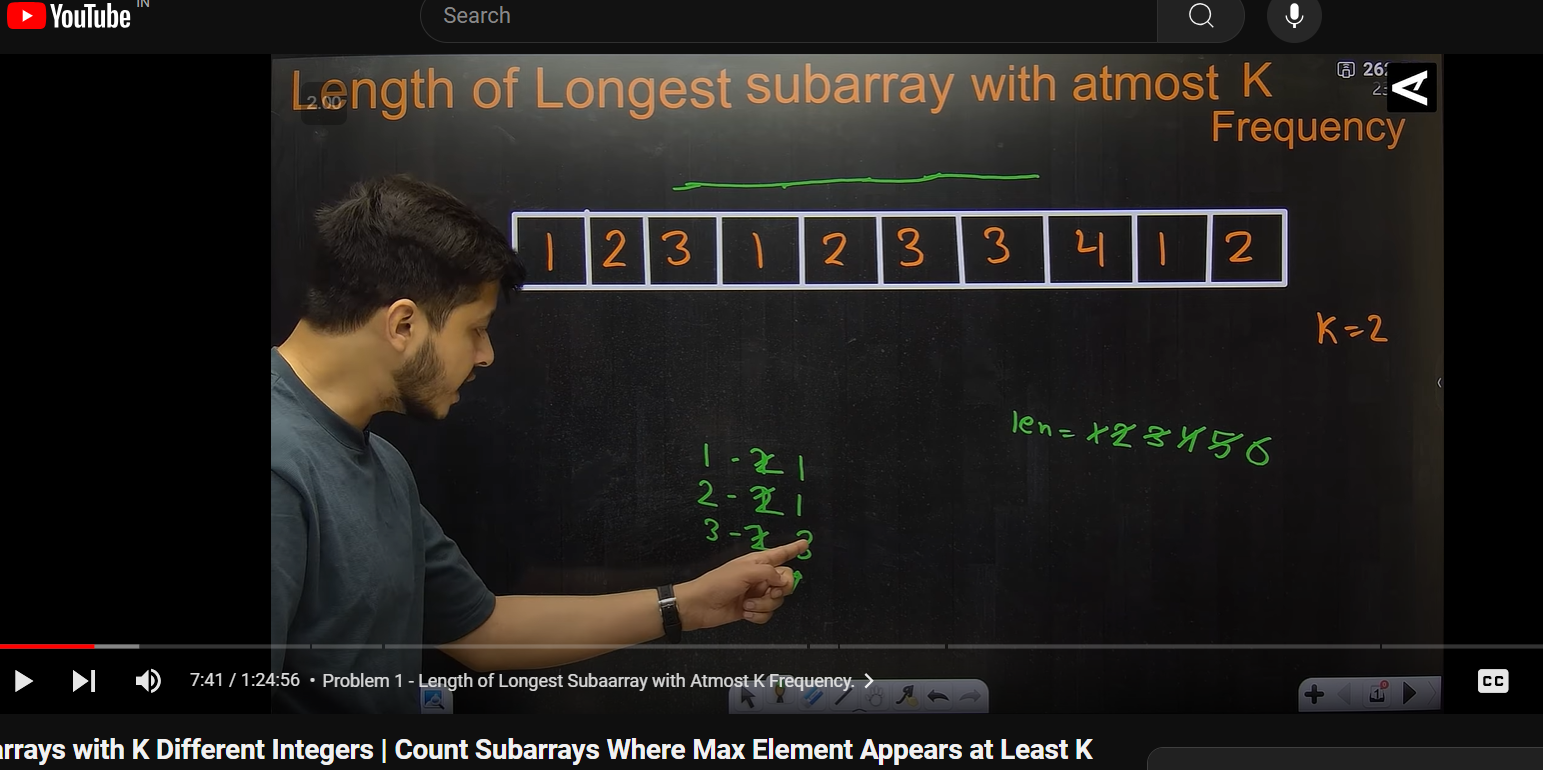 YouTube IN
Search
Length of Longest subarray with atmost K
Frequency
2.00
1 2 3 1 2 3 3 4 1 2
K=2
len = 1 2 3 4 5 6
1 - 2 1
2 - 2 1
3 - 2 3
7:41 / 1:24:56 • Problem 1 - Length of Longest Subaarray with Atmost K Frequency.
CC
1
arrays with K Different Integers | Count Subarrays Where Max Element Appears at Least K